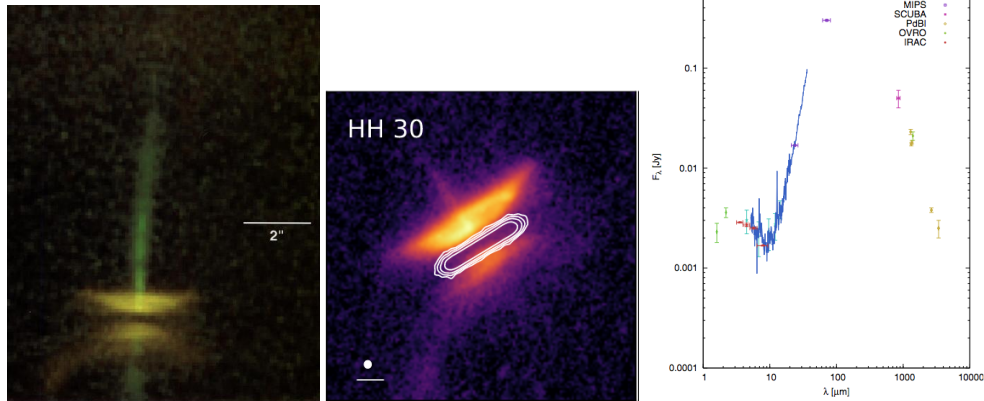 2"
HH 30
MIPS
SCUBA
PdBI
OVRO
IRAC
0.1
0.01
0.001
0.0001
F_λ [Jy]
1
10
100
1000
10000
λ [μm]